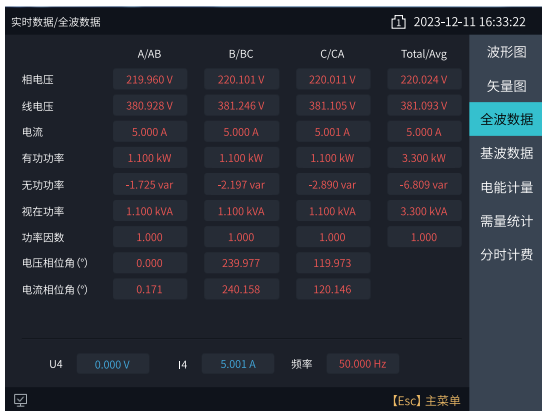 实时数据/全波数据 1 2023-12-11 16:33:22
A/AB B/BC C/CA Total/Avg 波形图
相电压 219.960 V 220.101 V 220.011 V 220.024 V
矢量图
线电压 380.928 V 381.246 V 381.105 V 381.093 V
电流 5.000 A 5.000 A 5.001 A 5.000 A 全波数据
有功功率 1.100 kW 1.100 kW 1.100 kW 3.300 kW 基波数据
无功功率 -1.725 var -2.197 var -2.890 var -6.809 var 电能计量
视在功率 1.100 kVA 1.100 kVA 1.100 kVA 3.300 kVA 需量统计
功率因数 1.000 1.000 1.000 1.000
电压相位角(°) 0.000 239.977 119.973 分时计费
电流相位角(°) 0.171 240.158 120.146
U4 0.000 V I4 5.001 A 频率 50.000 Hz
【Esc】主菜单